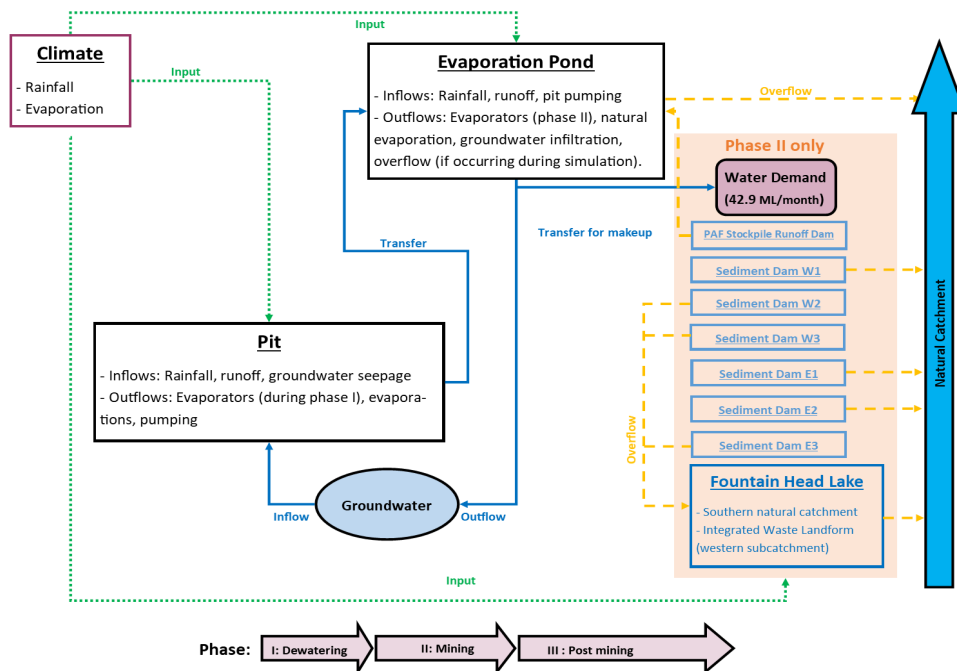 Climate
- Rainfall
- Evaporation
Input
Input
Evaporation Pond
- Inflows: Rainfall, runoff, pit pumping
- Outflows: Evaporators (phase II), natural
evaporation, groundwater infiltration,
overflow (if occurring during simulation).
Overflow
Phase II only
Water Demand
(42.9 ML/month)
Transfer
Transfer for makeup
PAF Stockpile Runoff Dam
Sediment Dam W1
Sediment Dam W2
Sediment Dam W3
Sediment Dam E1
Sediment Dam E2
Sediment Dam E3
Overflow
Natural Catchment
Pit
- Inflows: Rainfall, runoff, groundwater seepage
- Outflows: Evaporators (during phase I), evapora-
tions, pumping
Fountain Head Lake
- Southern natural catchment
- Integrated Waste Landform
(western subcatchment)
Groundwater
Inflow
Outflow
Input
Phase:
I: Dewatering
II: Mining
III : Post mining